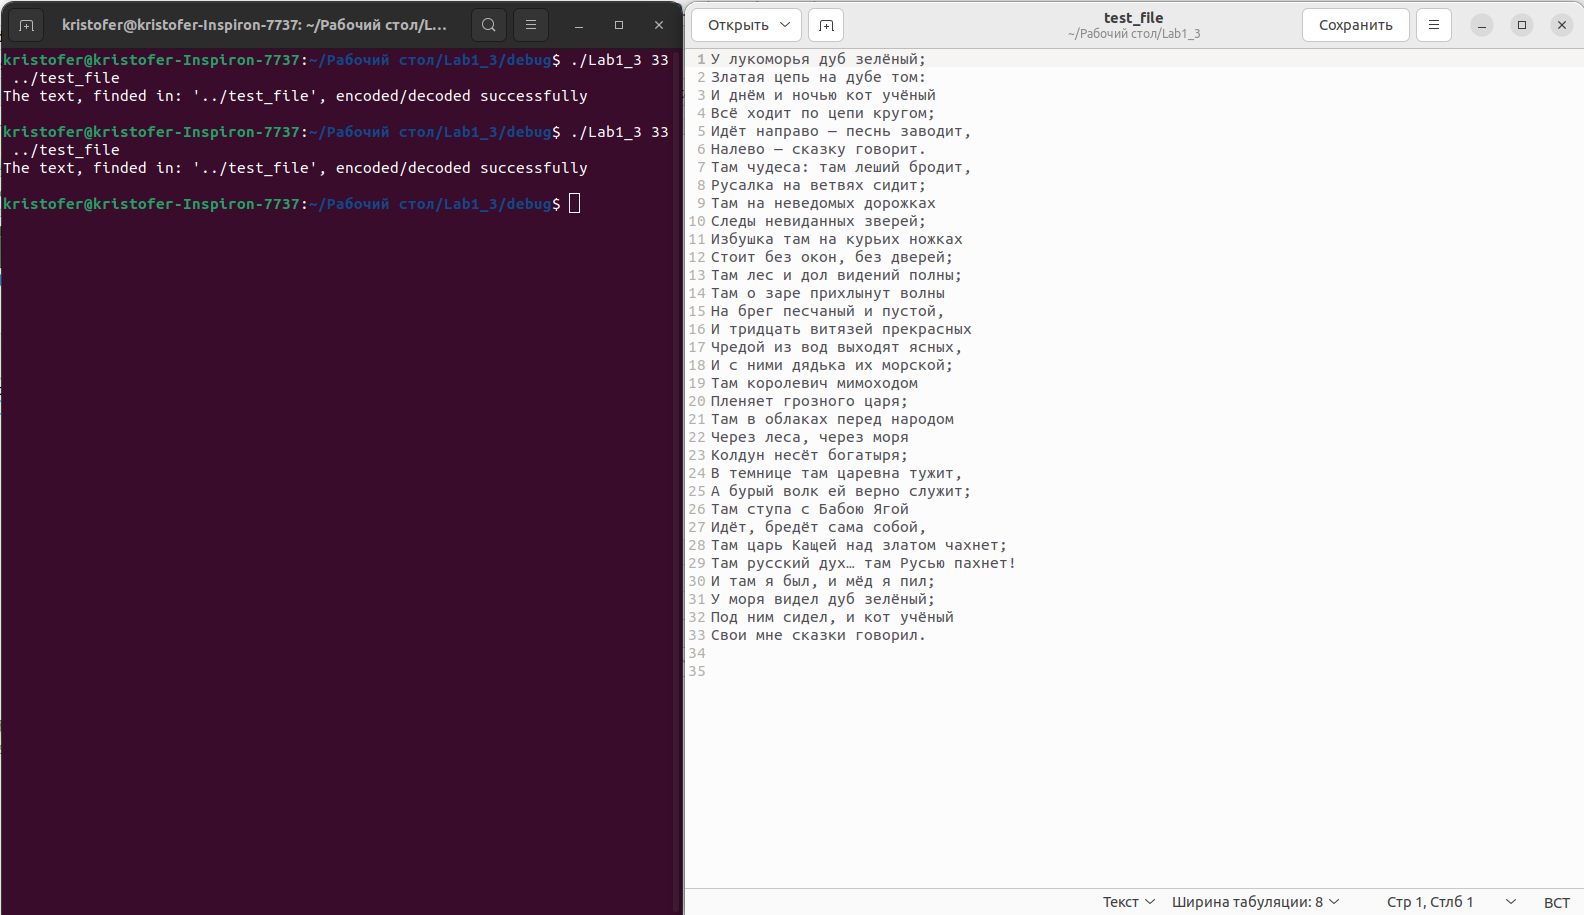 kristofer@kristofer-Inspiron-7737: ~/Рабочий стол/L...
kristofer@kristofer-Inspiron-7737:~/Рабочий стол/Lab1_3/debug$ ./Lab1_3 33
../test_file
The text, finded in: '../test_file', encoded/decoded successfully
kristofer@kristofer-Inspiron-7737:~/Рабочий стол/Lab1_3/debug$ ./Lab1_3 33
../test_file
The text, finded in: '../test_file', encoded/decoded successfully
kristofer@kristofer-Inspiron-7737:~/Рабочий стол/Lab1_3/debug$
Открыть
test_file
~/Рабочий стол/Lab1_3
Сохранить
1 У лукоморья дуб зелёный;
2 Златая цепь на дубе том:
3 И днём и ночью кот учёный
4 Всё ходит по цепи кругом;
5 Идёт направо — песнь заводит,
6 Налево — сказку говорит.
7 Там чудеса: там леший бродит,
8 Русалка на ветвях сидит;
9 Там на неведомых дорожках
10 Следы невиданных зверей;
11 Избушка там на курьих ножках
12 Стоит без окон, без дверей;
13 Там лес и дол видений полны;
14 Там о заре прихлынут волны
15 На брег песчаный и пустой,
16 И тридцать витязей прекрасных
17 Чредой из вод выходят ясных,
18 И с ними дядька их морской;
19 Там королевич мимоходом
20 Пленяет грозного царя;
21 Там в облаках перед народом
22 Через леса, через моря
23 Колдун несёт богатыря;
24 В темнице там царевна тужит,
25 А бурый волк ей верно служит;
26 Там ступа с Бабою Ягой
27 Идёт, бредёт сама собой,
28 Там царь Кащей над златом чахнет;
29 Там русский дух… там Русью пахнет!
30 И там я был, и мёд я пил;
31 У моря видел дуб зелёный;
32 Под ним сидел, и кот учёный
33 Свои мне сказки говорил.
34
35
Текст
Ширина табуляции: 8
Стр 1, Стлб 1
ВСТ